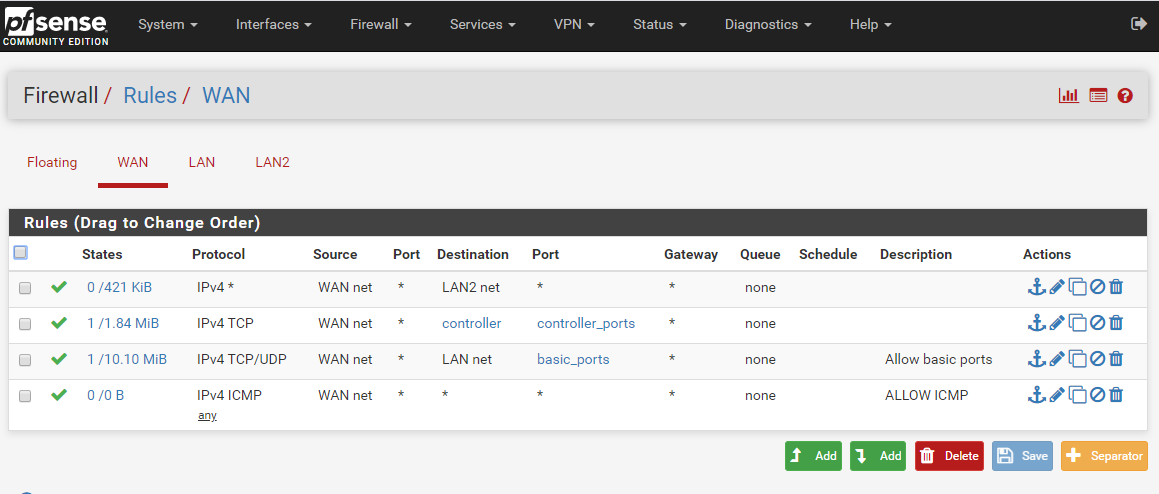 pfsense COMMUNITY EDITION System Interfaces Firewall Services VPN Status Diagnostics Help
Firewall / Rules / WAN
Floating WAN LAN LAN2
Rules (Drag to Change Order)
States Protocol Source Port Destination Port Gateway Queue Schedule Description Actions
0 /421 KiB IPv4 * WAN net * LAN2 net * * none
1 /1.84 MiB IPv4 TCP WAN net * controller controller_ports * none
1 /10.10 MiB IPv4 TCP/UDP WAN net * LAN net basic_ports * none Allow basic ports
0 /0 B IPv4 ICMP WAN net * * * * none ALLOW ICMP
any
Add Add Delete Save Separator